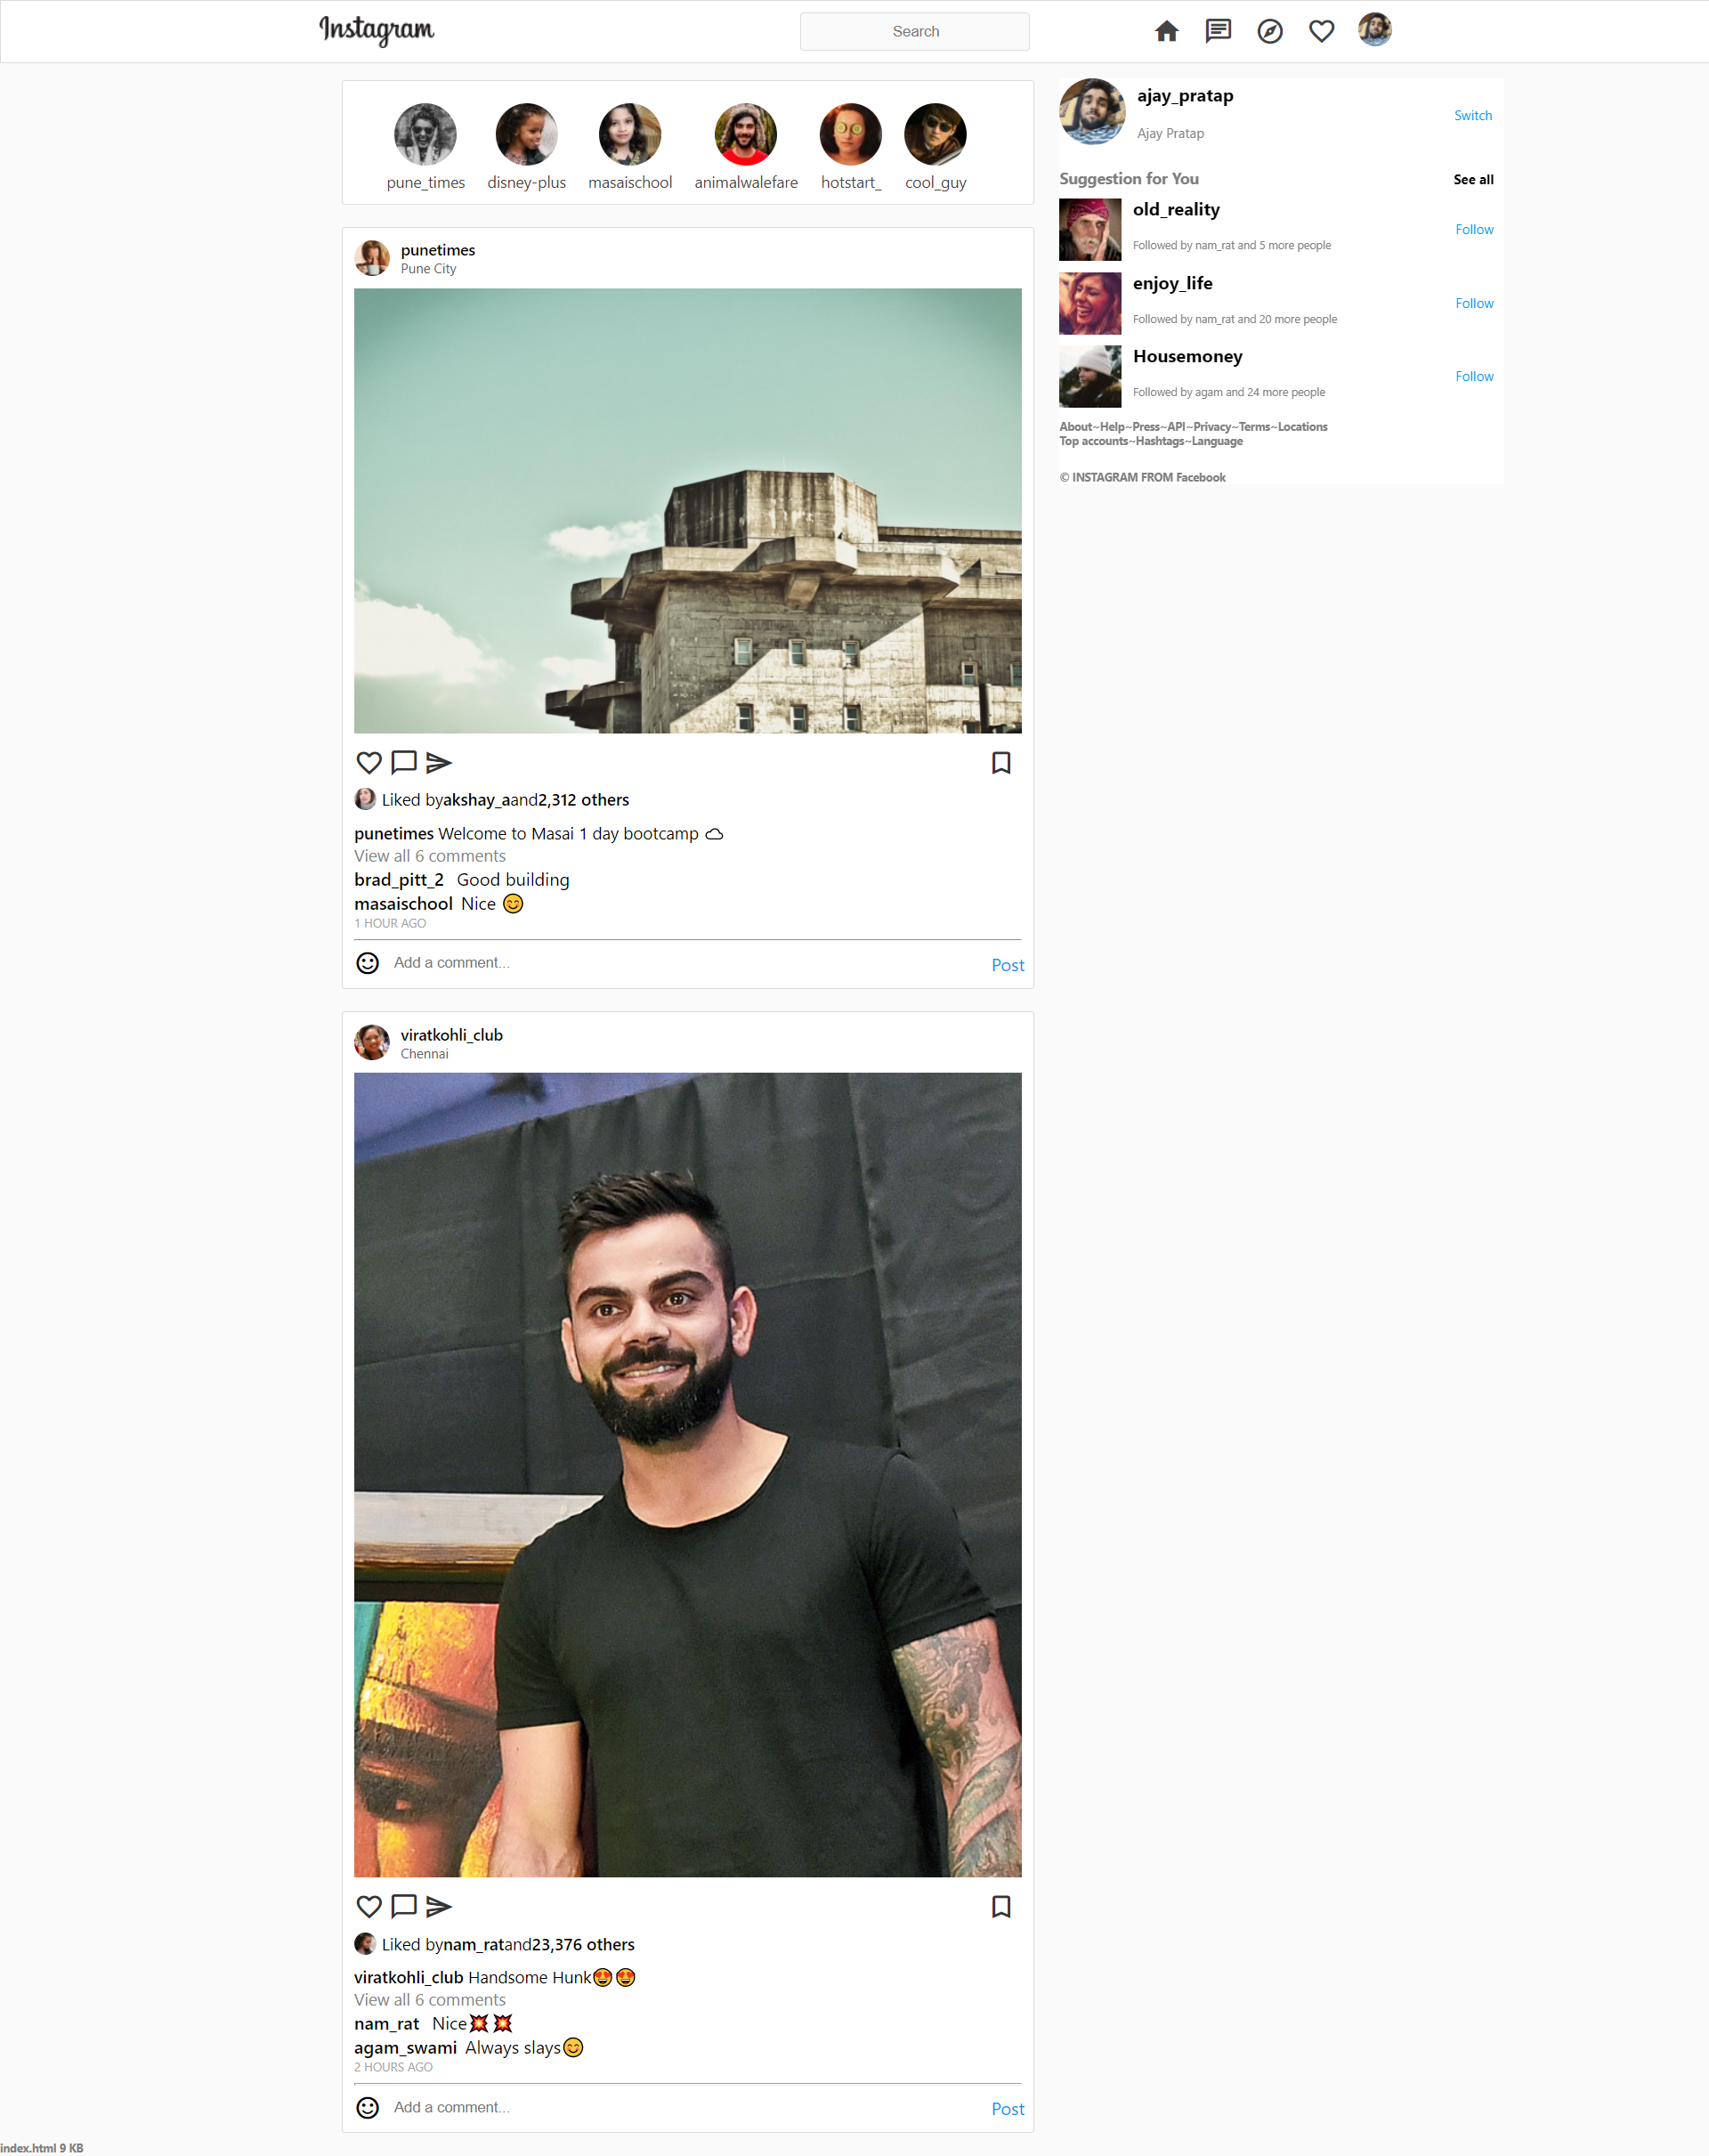 Instagram
Search
pune_times disney-plus masaischool animalwalefare hotstart_ cool_guy
ajay_pratap
Ajay Pratap
Switch
Suggestion for You See all
old_reality
Followed by nam_rat and 5 more people
Follow
enjoy_life
Followed by nam_rat and 20 more people
Follow
Housemoney
Followed by agam and 24 more people
Follow
About~Help~Press~API~Privacy~Terms~Locations
Top accounts~Hashtags~Language
© INSTAGRAM FROM Facebook
punetimes
Pune City
Liked byakshay_aand2,312 others
punetimes Welcome to Masai 1 day bootcamp ☁
View all 6 comments
brad_pitt_2 Good building
masaischool Nice 😊
1 HOUR AGO
Add a comment... Post
viratkohli_club
Chennai
Liked bynam_ratand23,376 others
viratkohli_club Handsome Hunk😍😍
View all 6 comments
nam_rat Nice💥💥
agam_swami Always slays😊
2 HOURS AGO
Add a comment... Post
index.html 9 KB